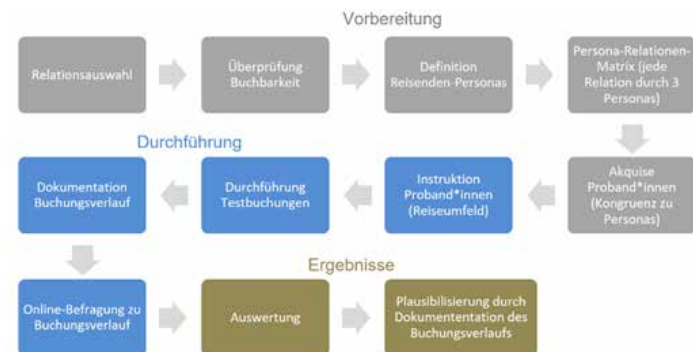 Vorbereitung
Relationsauswahl
Überprüfung
Buchbarkeit
Definition
Reisenden-Personas
Persona-Relationen-
Matrix (jede
Relation durch 3
Personas)
Durchführung
Dokumentation
Buchungsverlauf
Durchführung
Testbuchungen
Instruktion
Proband*innen
(Reiseumfeld)
Akquise
Proband*innen
(Kongruenz zu
Personas)
Ergebnisse
Online-Befragung zu
Buchungsverlauf
Auswertung
Plausibilisierung durch
Dokumententation des
Buchungsverlaufs